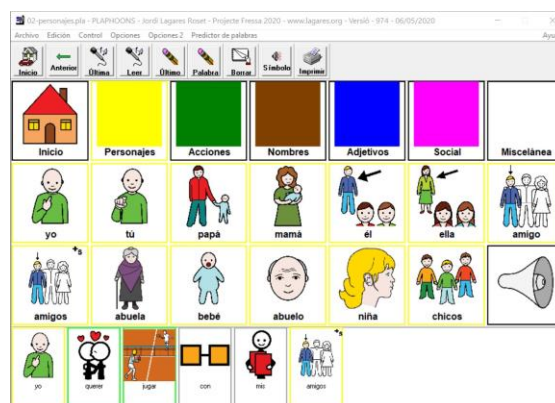 02-personajes.pla - PLAPHOONS - Jordi Lagares Roset - Projecte Fressa 2020 - www.lagares.org - Versió - 974 - 06/05/2020
Archivo Edición Control Opciones Opciones 2 Predictor de palabras Ayu
Inicio Anterior Última Leer Último Palabra Borrar Símbolo Imprimir
Inicio Personajes Acciones Nombres Adjetivos Social Miscelánea
yo tú papá mamá él ella amigo
+s
amigos abuela bebé abuelo niña chicos
+s
yo querer jugar con mis amigos